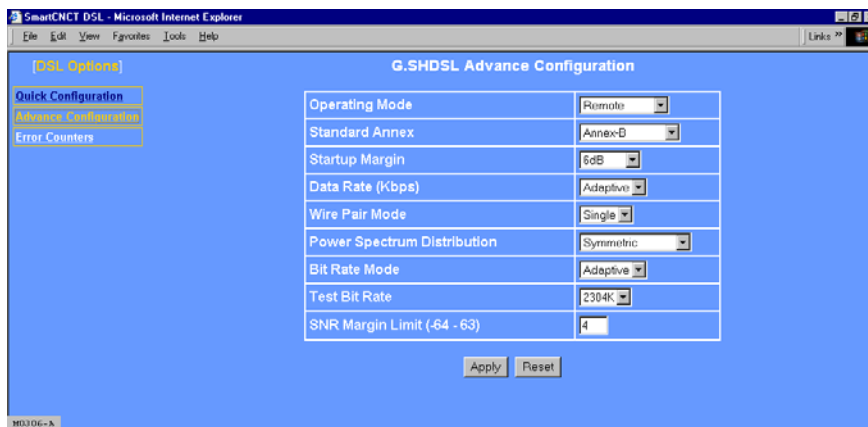 SmartCNCT DSL - Microsoft Internet Explorer
File Edit View Favorites Tools Help
Links »
[DSL Options]
Quick Configuration
Advance Configuration
Error Counters
G.SHDSL Advance Configuration
Operating Mode Remote
Standard Annex Annex-B
Startup Margin 6dB
Data Rate (Kbps) Adaptive
Wire Pair Mode Single
Power Spectrum Distribution Symmetric
Bit Rate Mode Adaptive
Test Bit Rate 2304K
SNR Margin Limit (-64 - 63) 4
Apply Reset
M0306-A